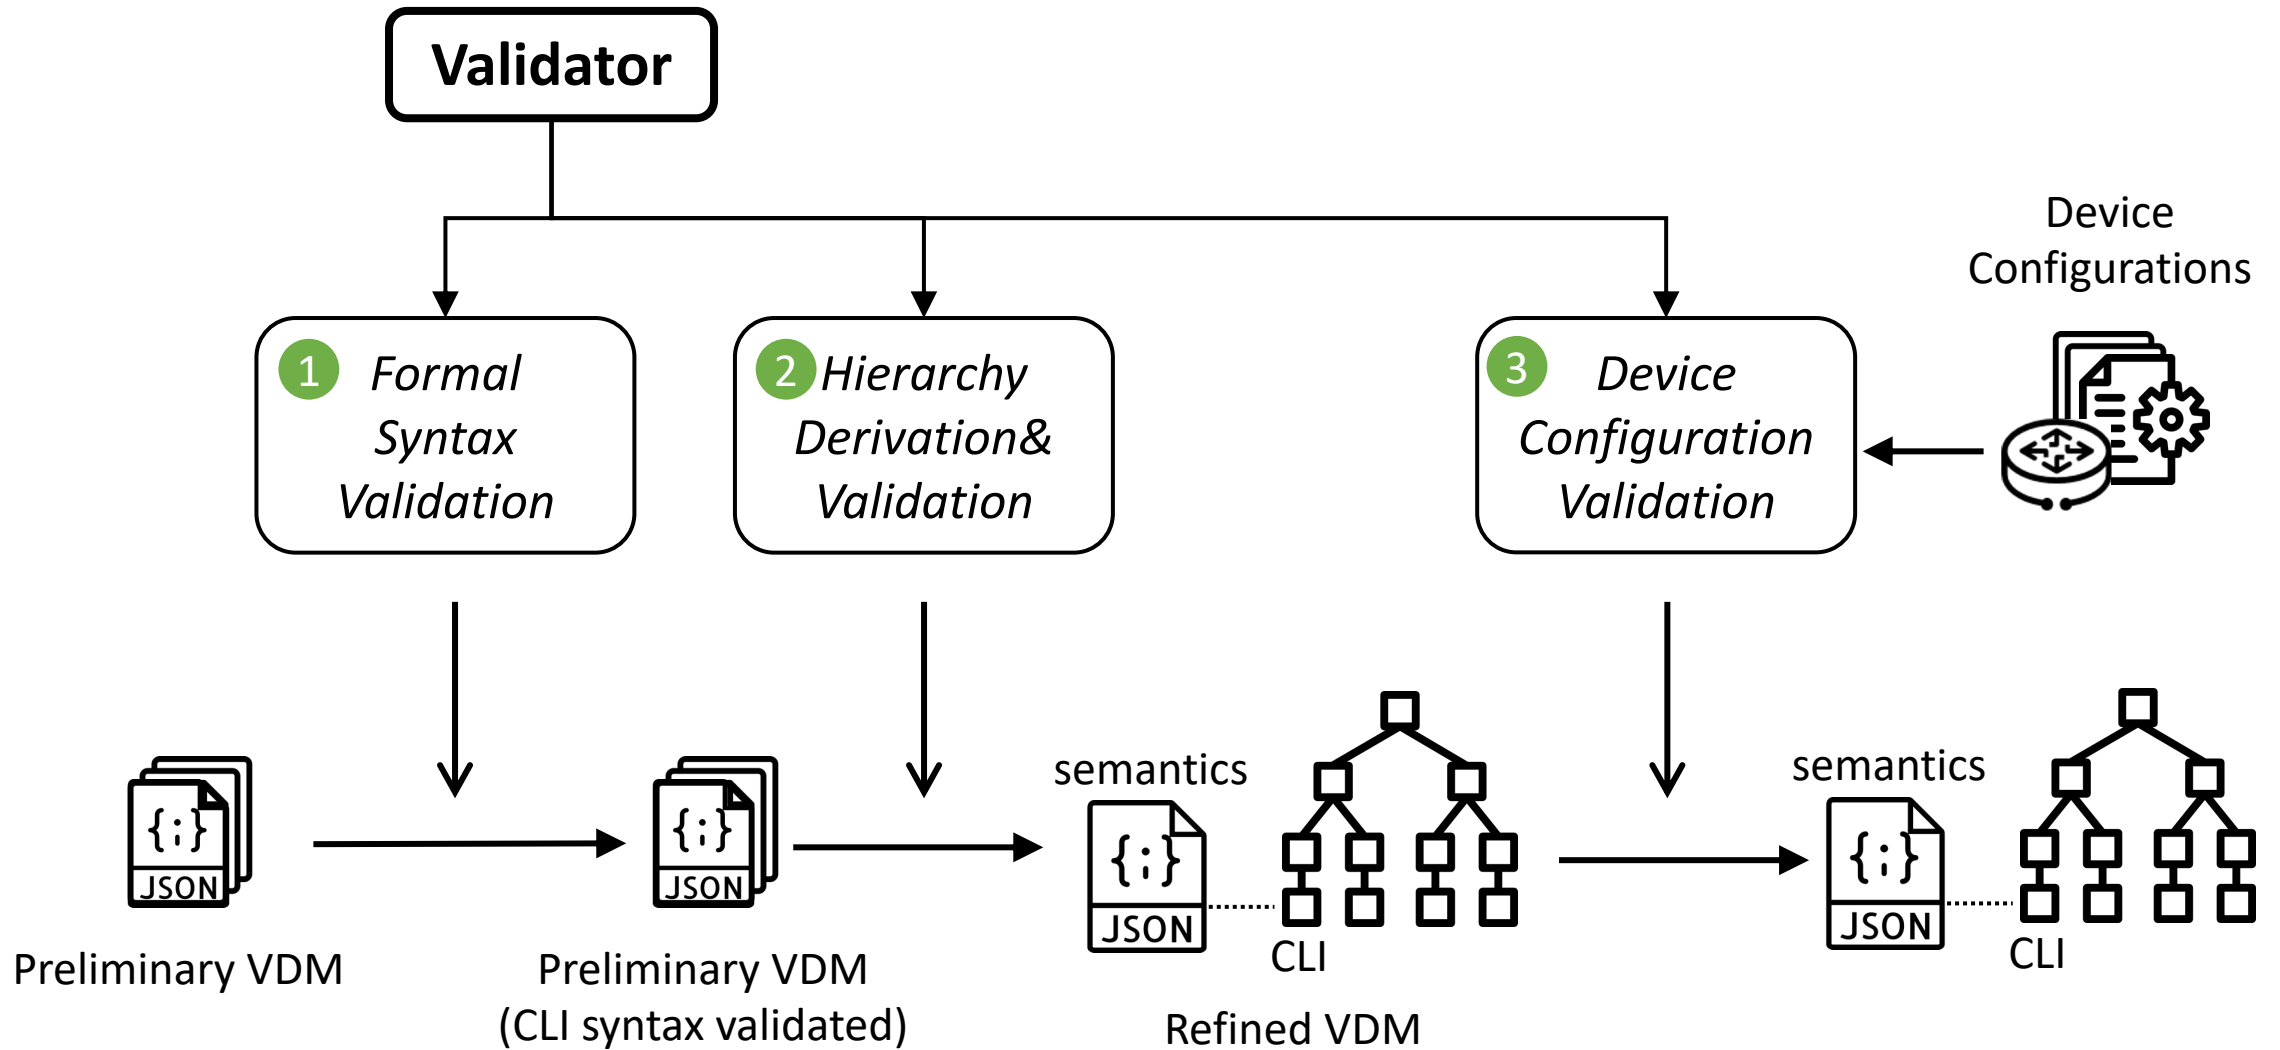 Validator
Device
Configurations
1
Formal
Syntax
Validation
2
Hierarchy
Derivation&
Validation
3
Device
Configuration
Validation
{;}
JSON
Preliminary VDM
{;}
JSON
Preliminary VDM
(CLI syntax validated)
semantics
{;}
JSON
CLI
Refined VDM
semantics
{;}
JSON
CLI